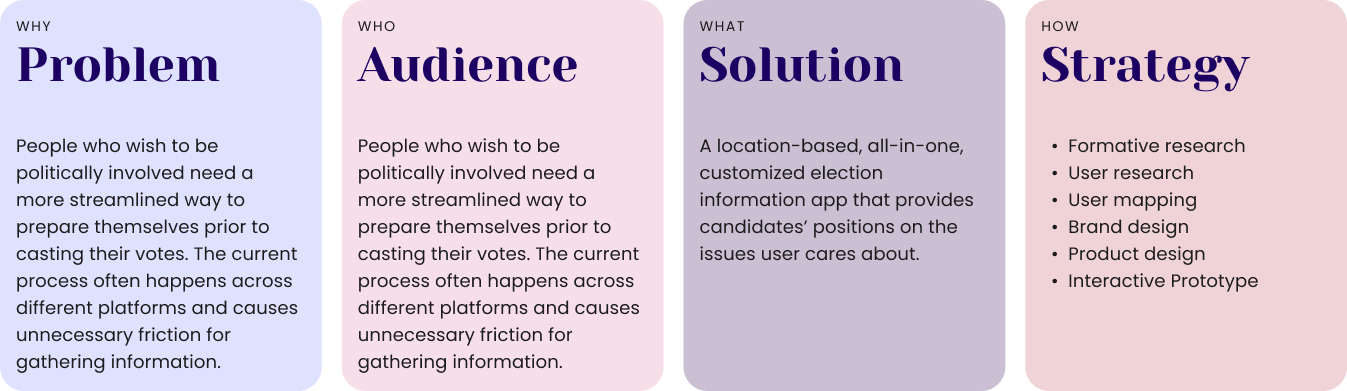 WHY
Problem
People who wish to be
politically involved need a
more streamlined way to
prepare themselves prior to
casting their votes. The current
process often happens across
different platforms and causes
unnecessary friction for
gathering information.
WHO
Audience
People who wish to be
politically involved need a
more streamlined way to
prepare themselves prior to
casting their votes. The current
process often happens across
different platforms and causes
unnecessary friction for
gathering information.
WHAT
Solution
A location-based, all-in-one,
customized election
information app that provides
candidates’ positions on the
issues user cares about.
HOW
Strategy
• Formative research
• User research
• User mapping
• Brand design
• Product design
• Interactive Prototype